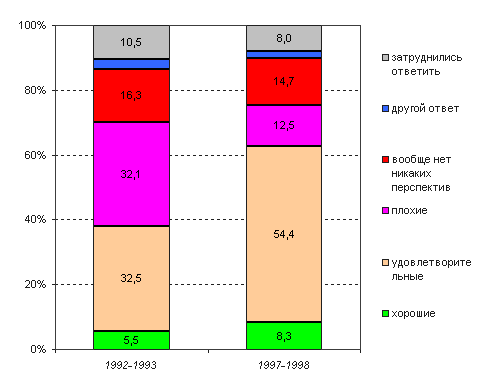 100%
80%
60%
40%
20%
0%
10,5
16,3
32,1
32,5
5,5
8,0
14,7
12,5
54,4
8,3
1992-1993
1997-1998
затруднились
ответить
другой ответ
вообще нет
никаких
перспектив
плохие
удовлетворите
льные
хорошие